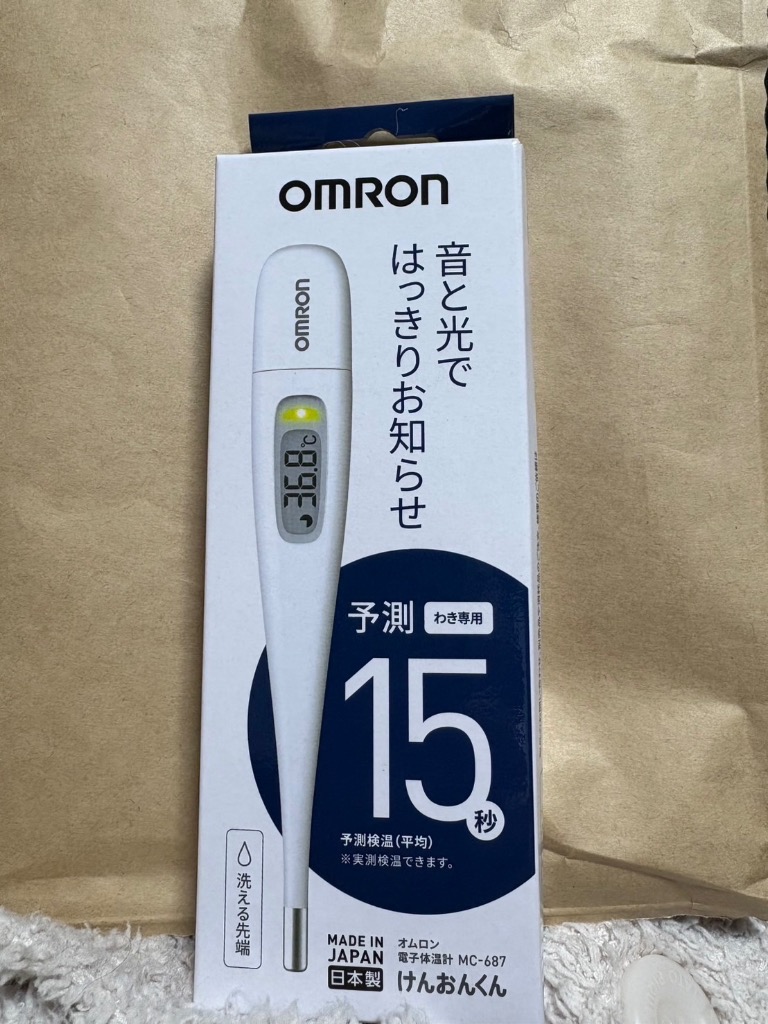 OMRON
音と光で
はっきりお知らせ
OMRON
36.8℃
予測 わき専用
15秒
予測検温(平均)
※実測検温できます。
洗える先端
MADE IN
JAPAN
日本製
オムロン
電子体温計 MC-687
けんおんくん